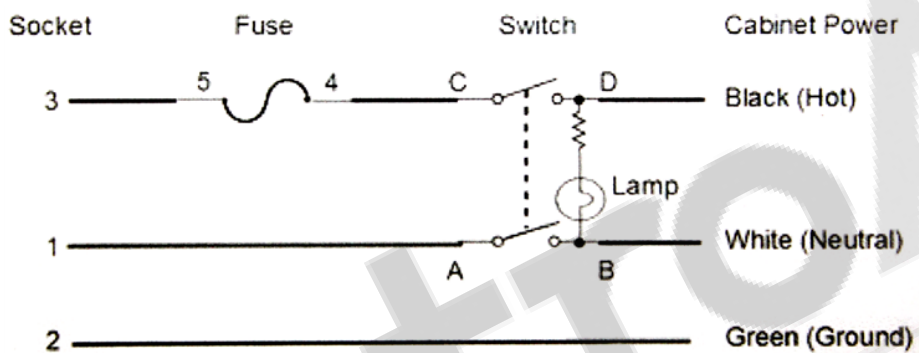 Socket Fuse Switch Cabinet Power
5 4 C D
3 Black (Hot)
Lamp
1 White (Neutral)
A B
2 Green (Ground)